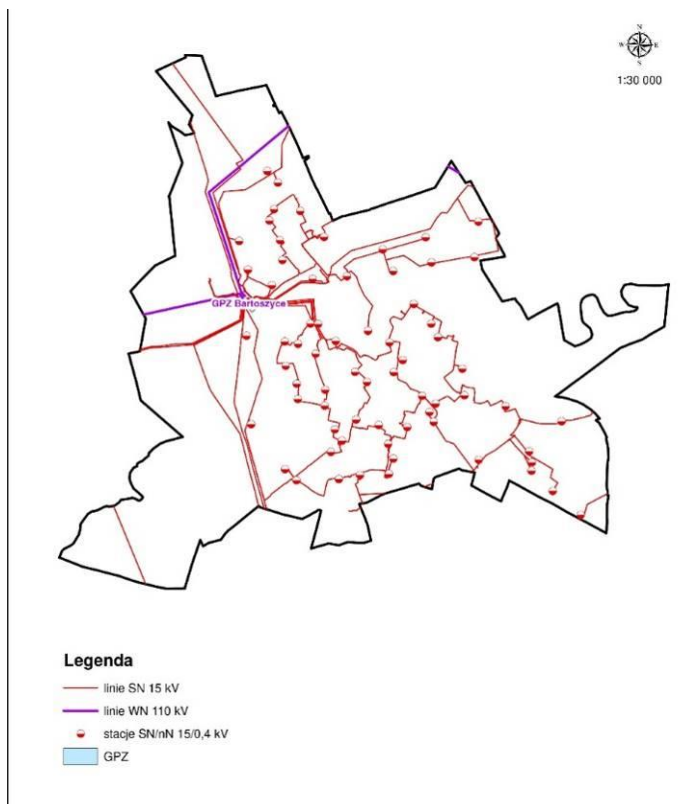 N
W E
S
1:30 000
GPZ Bartoszyce
Legenda
linie SN 15 kV
linie WN 110 kV
stacje SN/nN 15/0,4 kV
GPZ